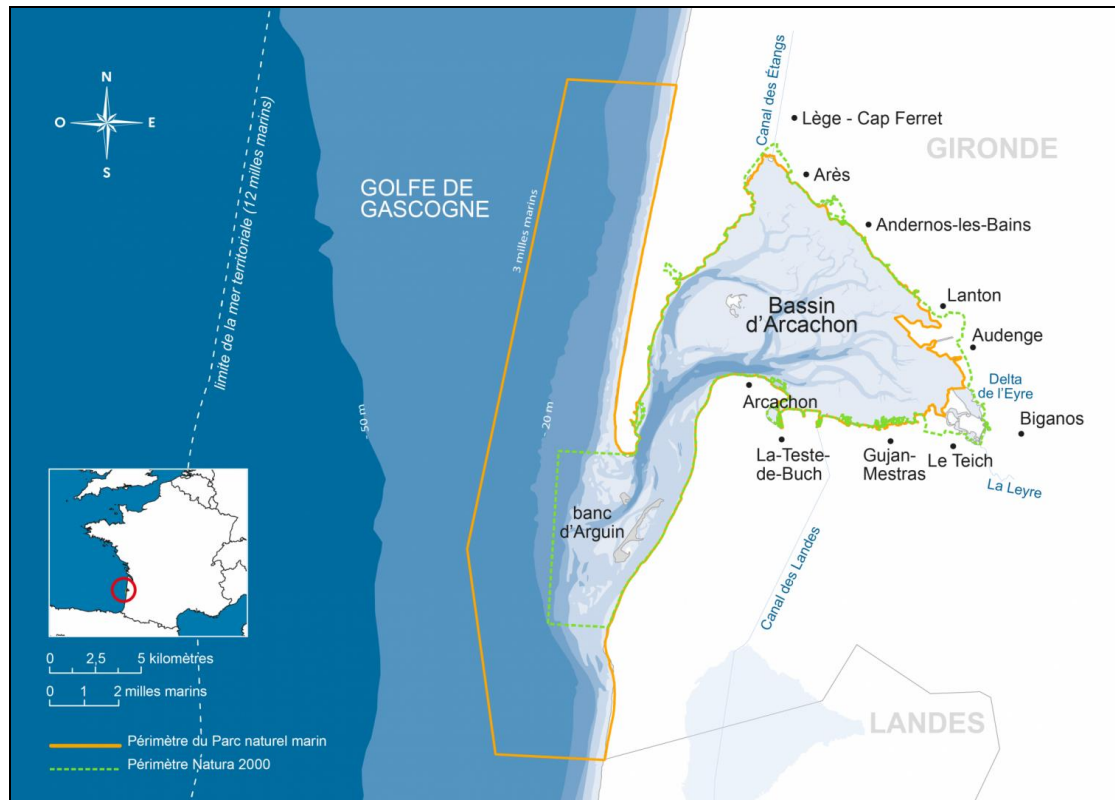 N
O
E
S
limite de la mer territoriale (12 milles marins)
GOLFE DE
GASCOGNE
3 milles marins
- 50 m
- 20 m
Canal des Étangs
Lège - Cap Ferret
GIRONDE
Arès
Andernos-les-Bains
Lanton
Bassin
d'Arcachon
Audenge
Delta
de l'Eyre
Arcachon
Biganos
La-Teste-
de-Buch
Gujan-
Mestras
Le Teich
La Leyre
banc
d'Arguin
Canal des Landes
LANDES
0 2,5 5 kilomètres
0 1 2 milles marins
Périmètre du Parc naturel marin
Périmètre Natura 2000